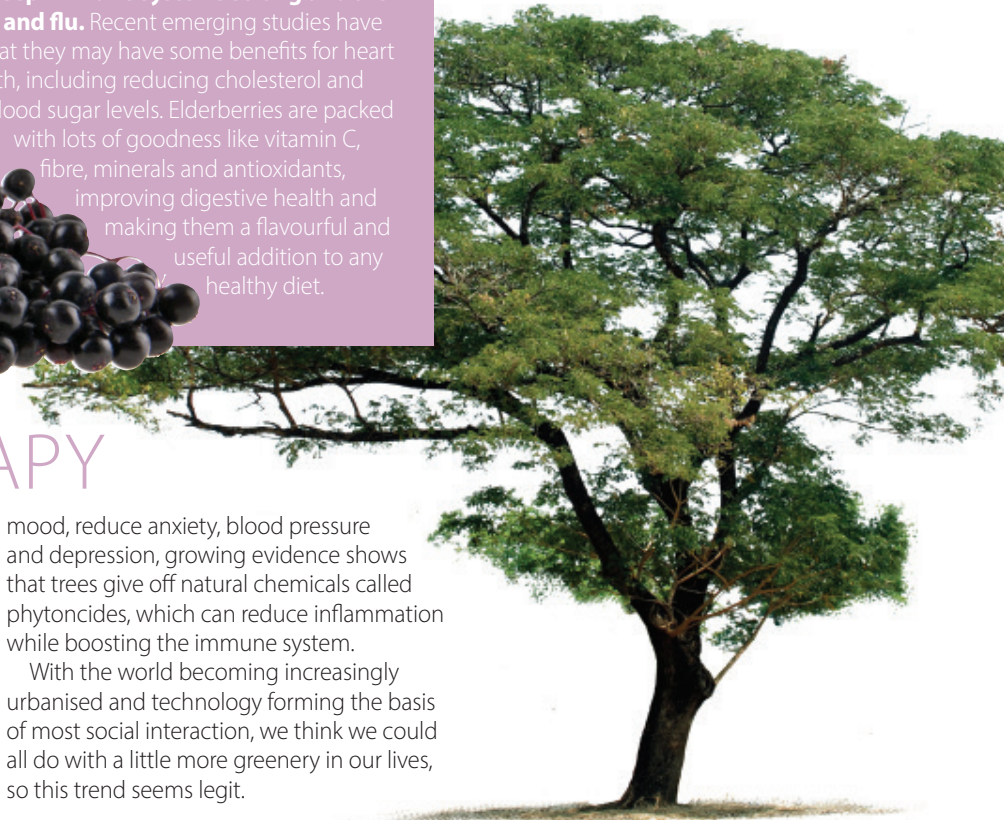 and flu. Recent emerging studies have
they may have some benefits for heart
including reducing cholesterol and
blood sugar levels. Elderberries are packed
with lots of goodness like vitamin C,
fibre, minerals and antioxidants,
improving digestive health and
making them a flavourful and
useful addition to any
healthy diet.
APY
mood, reduce anxiety, blood pressure
and depression, growing evidence shows
that trees give off natural chemicals called
phytoncides, which can reduce inflammation
while boosting the immune system.
With the world becoming increasingly
urbanised and technology forming the basis
of most social interaction, we think we could
all do with a little more greenery in our lives,
so this trend seems legit.